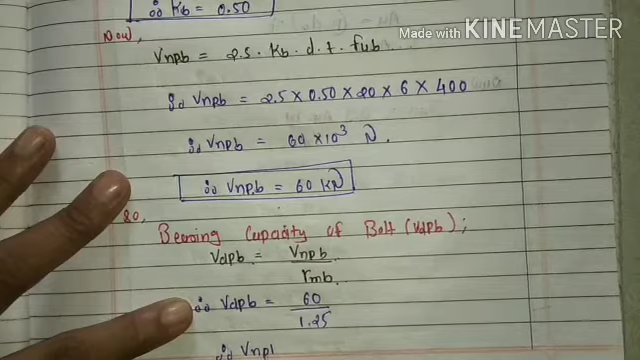 ∴ Kb = 0.50
Made with KINEMASTER
Now,
Vnpb = 2.5 · Kb · d · t · fub
∴ Vnpb = 2.5 × 0.50 × 20 × 6 × 400
∴ Vnpb = 60 × 10³ N.
∴ Vnpb = 60 KN
So,
Bearing Capacity of Bolt (Vdpb);
Vdpb = Vnpb / rmb
∴ Vdpb = 60 / 1.25
∴ Vnpl